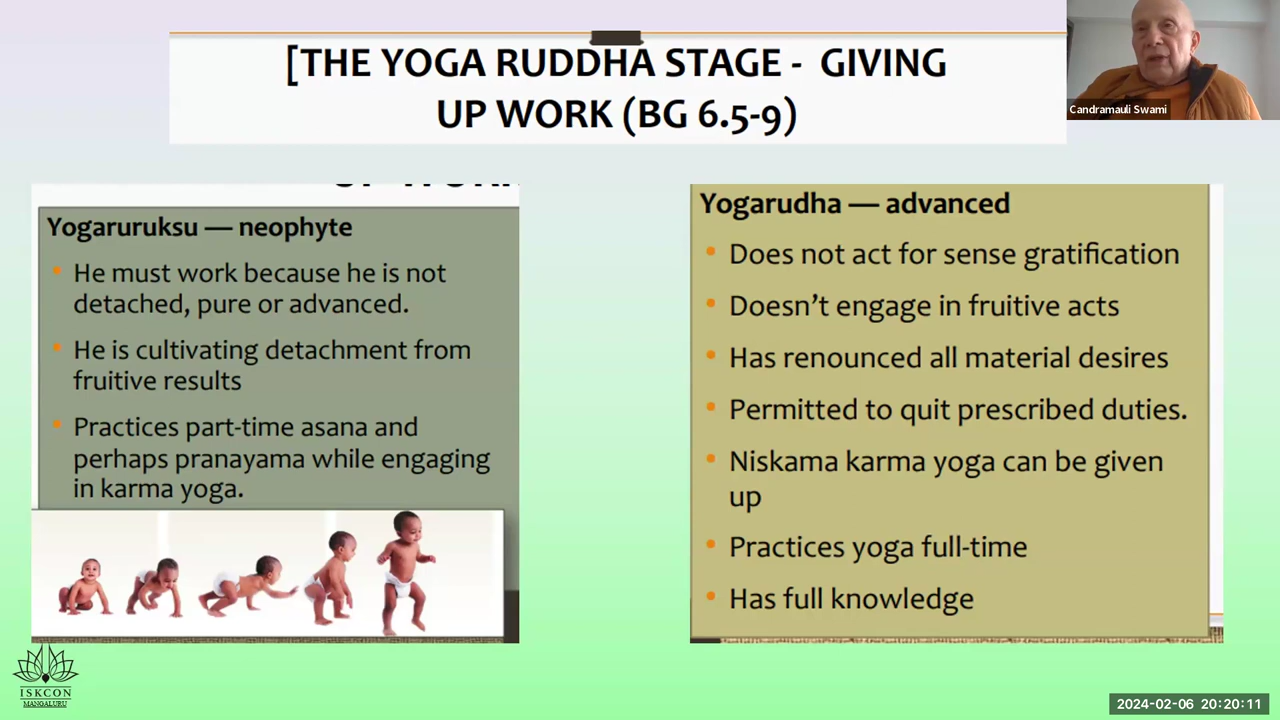 [THE YOGA RUDDHA STAGE - GIVING
UP WORK (BG 6.5-9)
Candramauli Swami
Yogaruruksu — neophyte
• He must work because he is not
detached, pure or advanced.
• He is cultivating detachment from
fruitive results
• Practices part-time asana and
perhaps pranayama while engaging
in karma yoga.
Yogarudha — advanced
• Does not act for sense gratification
• Doesn’t engage in fruitive acts
• Has renounced all material desires
• Permitted to quit prescribed duties.
• Niskama karma yoga can be given
up
• Practices yoga full-time
• Has full knowledge
ISKCON
MANGALURU
2024-02-06 20:20:11